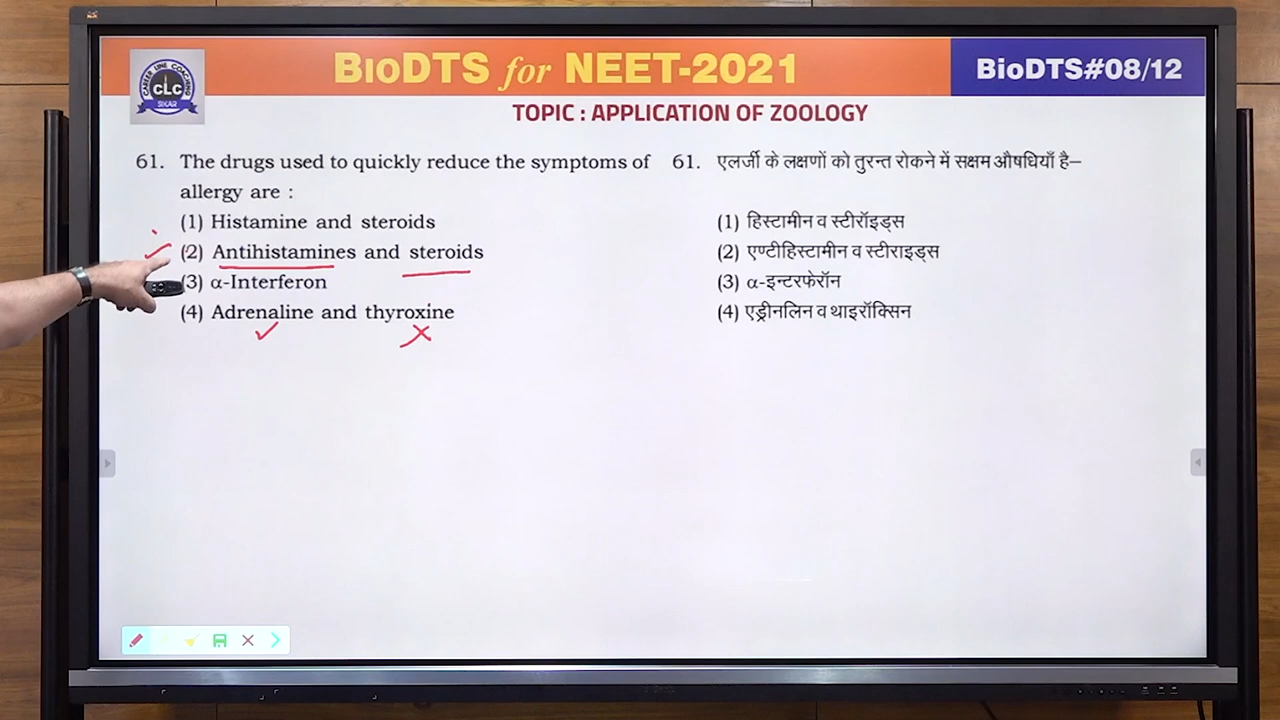 CAREER LINE COACHING
CLC
SIKAR
BIODTS for NEET-2021
BioDTS#08/12
TOPIC : APPLICATION OF ZOOLOGY
61. The drugs used to quickly reduce the symptoms of
allergy are :
(1) Histamine and steroids
(2) Antihistamines and steroids
(3) α-Interferon
(4) Adrenaline and thyroxine
61. एलर्जी के लक्षणों को तुरन्त रोकने में सक्षम औषधियाँ है–
(1) हिस्टामीन व स्टीरॉइड्स
(2) एण्टीहिस्टामीन व स्टीराइड्स
(3) α-इन्टरफेरॉन
(4) एड्रीनलिन व थाइरॉक्सिन